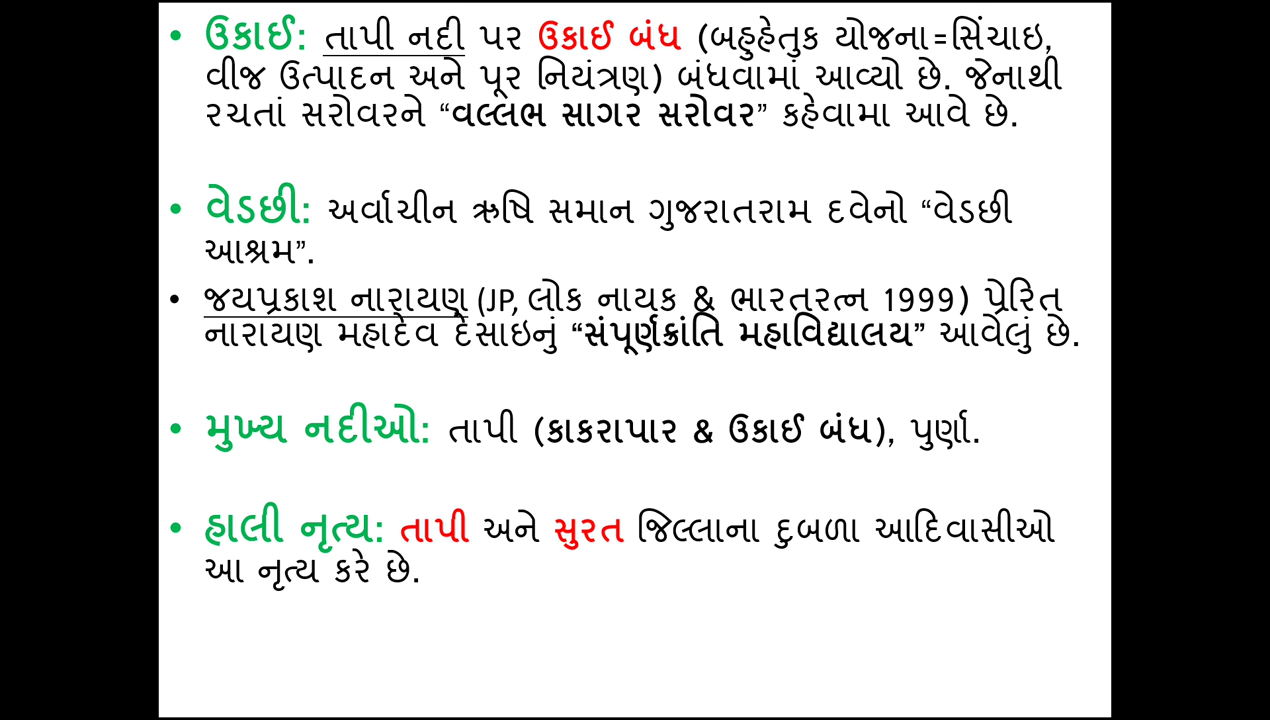 • ઉકાઈ: તાપી નદી પર ઉકાઈ બંધ (બહુહેતુક યોજના=સિંચાઇ,
વીજ ઉત્પાદન અને પૂર નિયંત્રણ) બંધવામાં આવ્યો છે. જેનાથી
રચતાં સરોવરને “વલ્લભ સાગર સરોવર” કહેવામા આવે છે.
• વેડછી: અર્વાચીન ઋષિ સમાન ગુજરાતરામ દવેનો “વેડછી
આશ્રમ”.
• જયપ્રકાશ નારાયણ (JP, લોક નાયક & ભારતરત્ન 1999) પ્રેરિત
નારાયણ મહાદેવ દેસાઇનું “સંપૂર્ણક્રાંતિ મહાવિદ્યાલય” આવેલું છે.
• મુખ્ય નદીઓ: તાપી (કાકરાપાર & ઉકાઈ બંધ), પુર્ણા.
• હાલી નૃત્ય: તાપી અને સુરત જિલ્લાના દુબળા આદિવાસીઓ
આ નૃત્ય કરે છે.